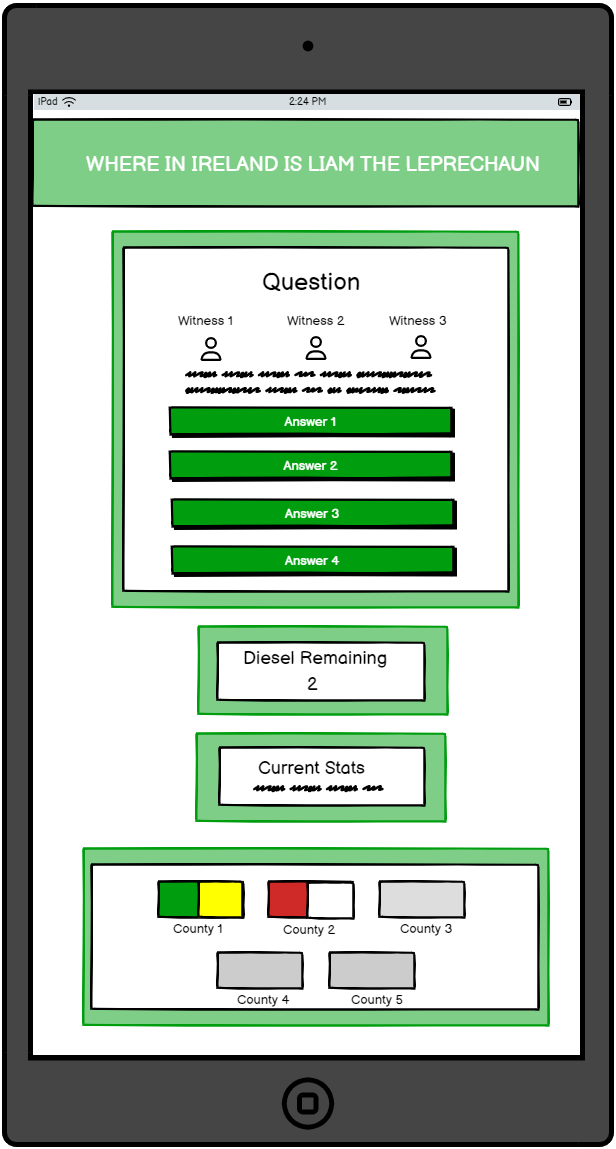 iPad 2:24 PM
WHERE IN IRELAND IS LIAM THE LEPRECHAUN
Question
Witness 1 Witness 2 Witness 3
Answer 1
Answer 2
Answer 3
Answer 4
Diesel Remaining
2
Current Stats
County 1 County 2 County 3
County 4 County 5